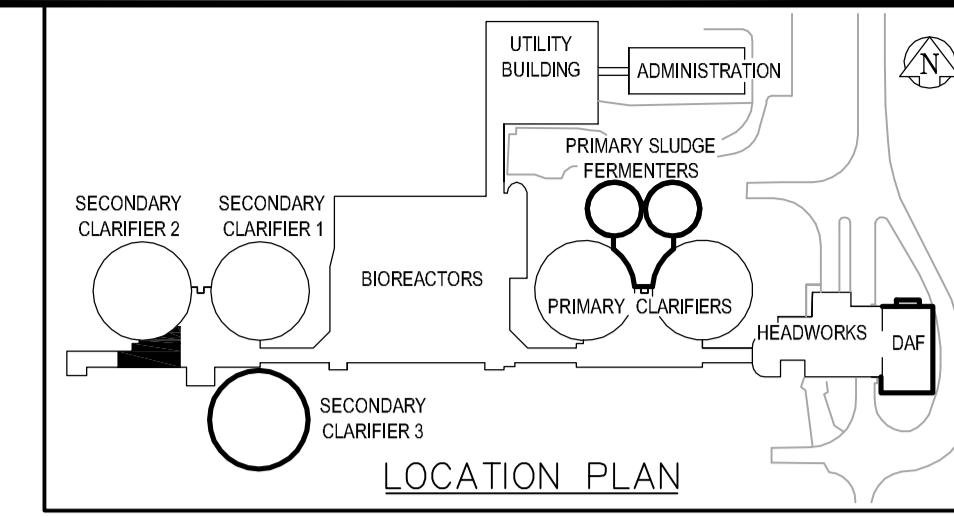 UTILITY
BUILDING
ADMINISTRATION
N
PRIMARY SLUDGE
FERMENTERS
SECONDARY
CLARIFIER 2
SECONDARY
CLARIFIER 1
BIOREACTORS
PRIMARY CLARIFIERS
HEADWORKS
DAF
SECONDARY
CLARIFIER 3
LOCATION PLAN